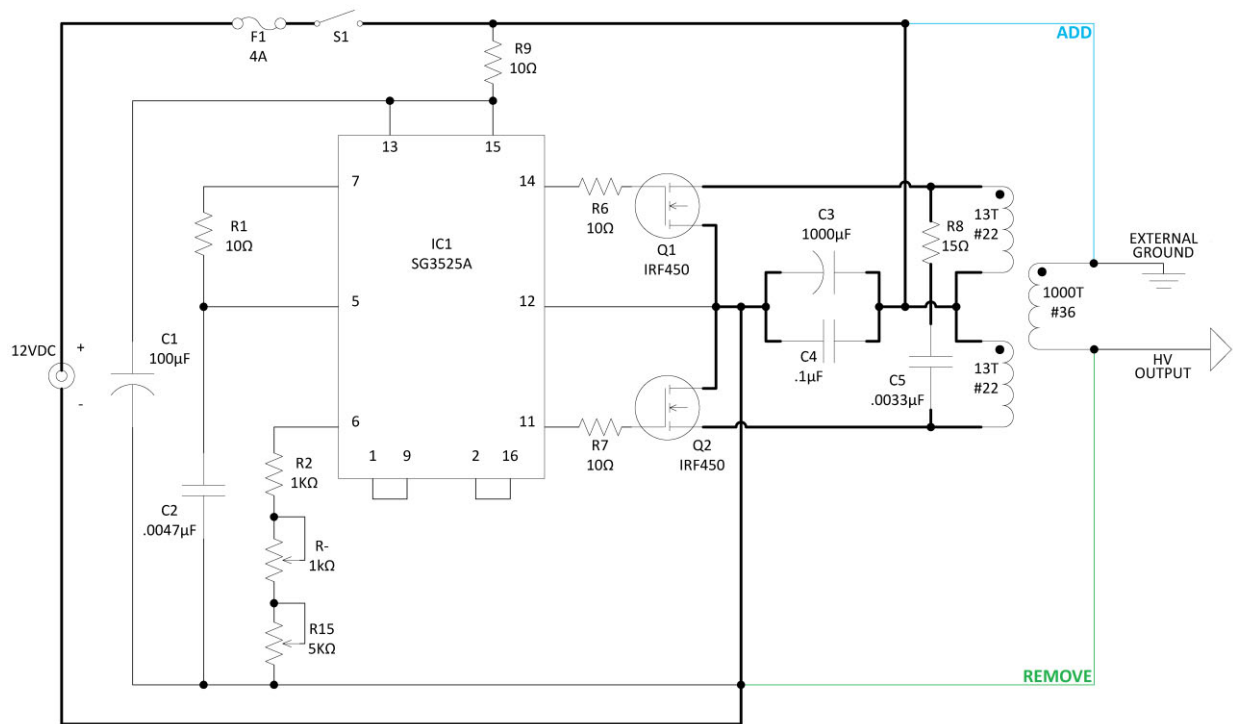 F1
4A
S1
ADD
R9
10Ω
13
15
7
14
R1
10Ω
R6
10Ω
Q1
IRF450
IC1
SG3525A
C3
1000µF
R8
15Ω
13T
#22
EXTERNAL
GROUND
1000T
#36
5
12
12VDC
+
-
C1
100µF
C4
.1µF
C5
.0033µF
13T
#22
HV
OUTPUT
6
11
R7
10Ω
Q2
IRF450
1
9
2
16
R2
1KΩ
C2
.0047µF
R-
1kΩ
R15
5KΩ
REMOVE